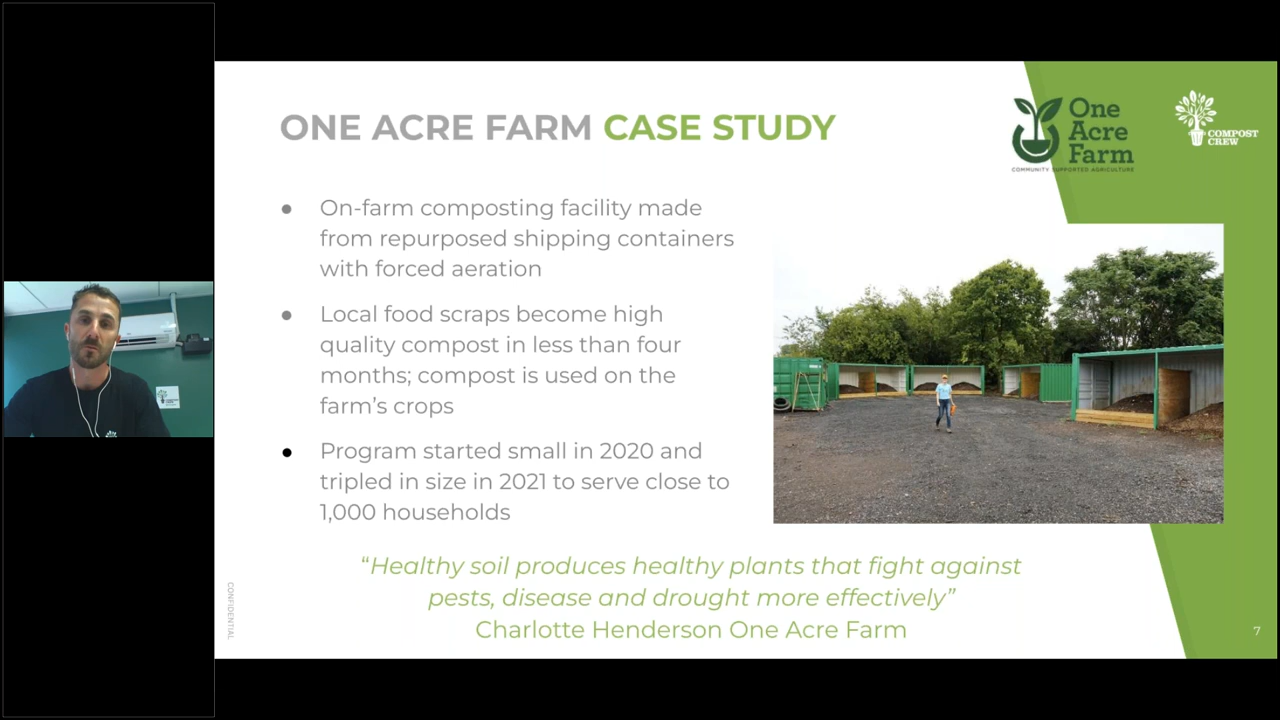 ONE ACRE FARM CASE STUDY
One
Acre
Farm
COMMUNITY SUPPORTED AGRICULTURE
COMPOST
CREW
● On-farm composting facility made
from repurposed shipping containers
with forced aeration
● Local food scraps become high
quality compost in less than four
months; compost is used on the
farm’s crops
● Program started small in 2020 and
tripled in size in 2021 to serve close to
1,000 households
“Healthy soil produces healthy plants that fight against
pests, disease and drought more effectively”
Charlotte Henderson One Acre Farm
CONFIDENTIAL
7